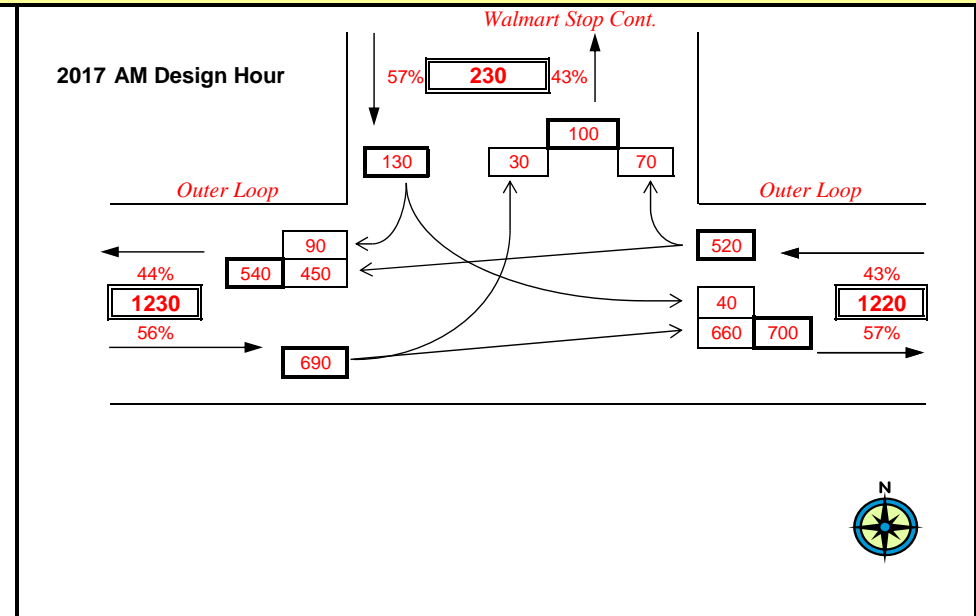 Walmart Stop Cont.
2017 AM Design Hour
57% 230 43%
100
130 30 70
Outer Loop Outer Loop
90 520
44% 540 450 43%
1230 40 1220
56% 660 700 57%
690
N